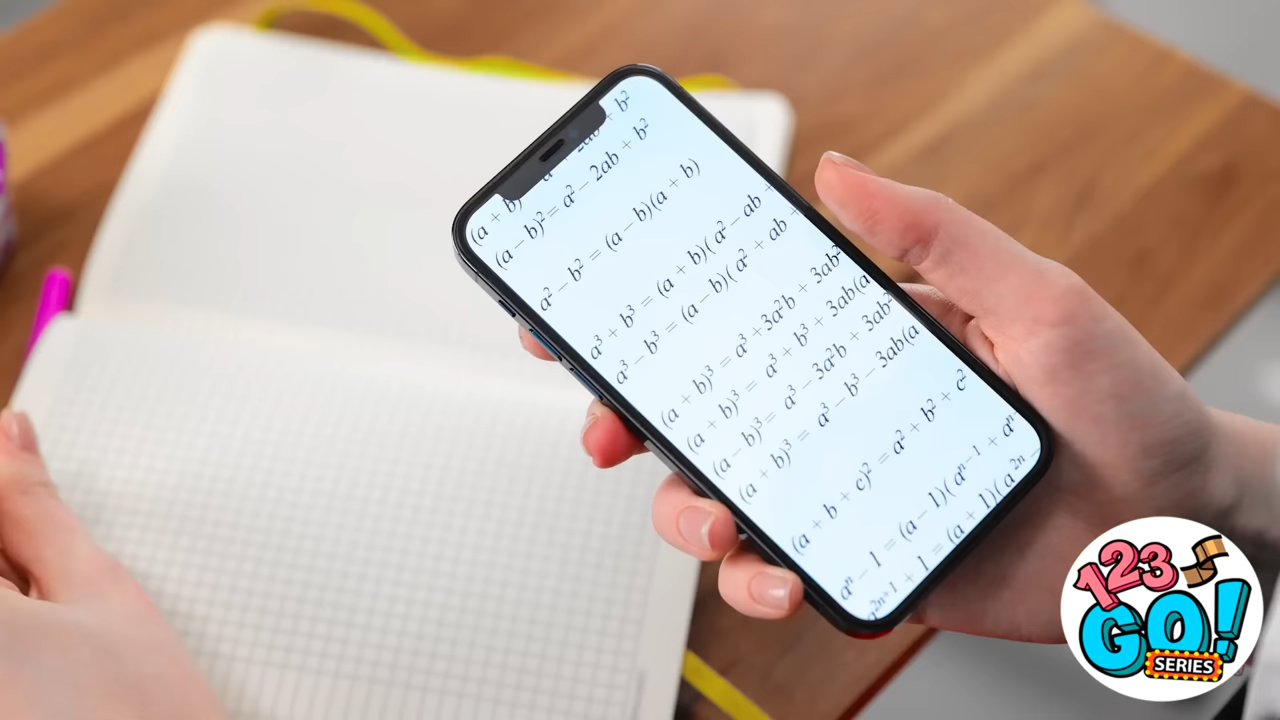 (a + b) a 2ab + b²
(a − b)² = a² − 2ab + b²
a² − b² = (a − b)(a + b)
a³ + b³ = (a + b)(a² − ab +
a³ − b³ = (a − b)(a² + ab +
(a + b)³ = a³ + 3a²b + 3ab²
(a + b)³ = a³ + b³ + 3ab(a
(a − b)³ = a³ − 3a²b + 3ab²
(a + b)³ = a³ − b³ − 3ab(a
(a + b + c)² = a² + b² + c²
aⁿ − 1 = (a − 1)(aⁿ⁻¹ + aⁿ⁻
a²ⁿ⁺¹ + 1 = (a + 1)(a²ⁿ −
123
GO!
SERIES